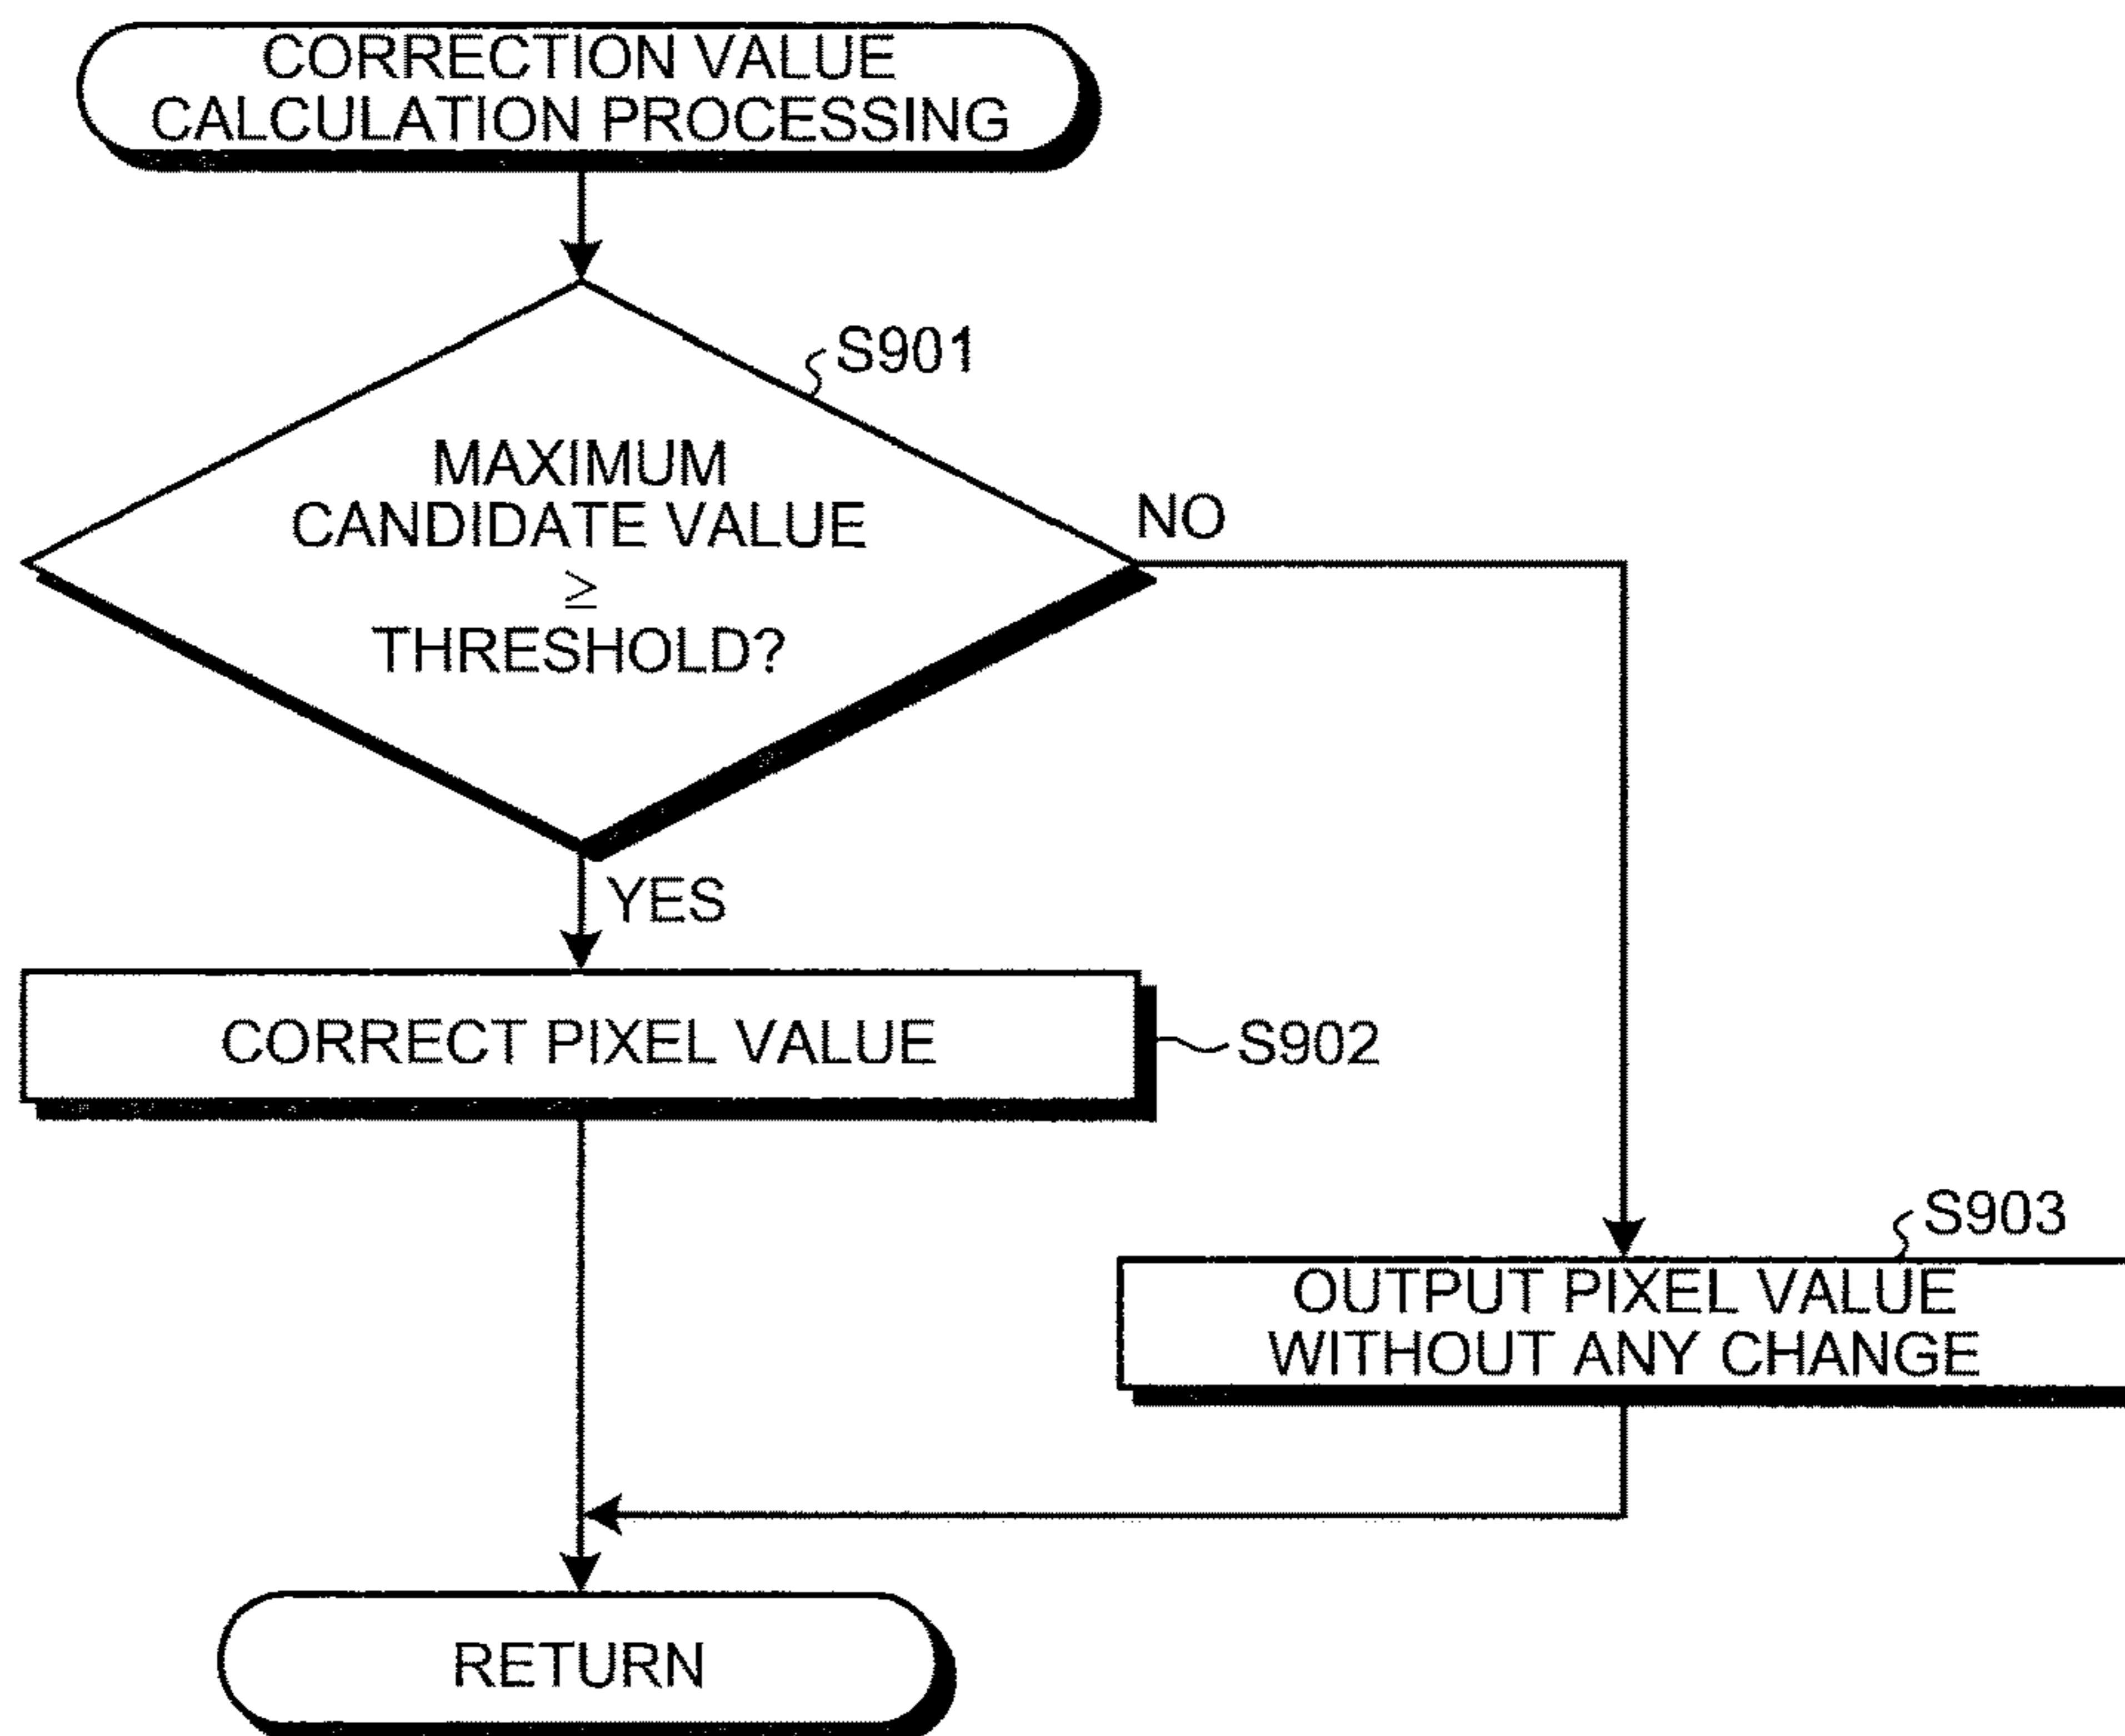 CORRECTION VALUE
CALCULATION PROCESSING
S901
MAXIMUM
CANDIDATE VALUE
≥
THRESHOLD?
NO
YES
CORRECT PIXEL VALUE
S902
S903
OUTPUT PIXEL VALUE
WITHOUT ANY CHANGE
RETURN